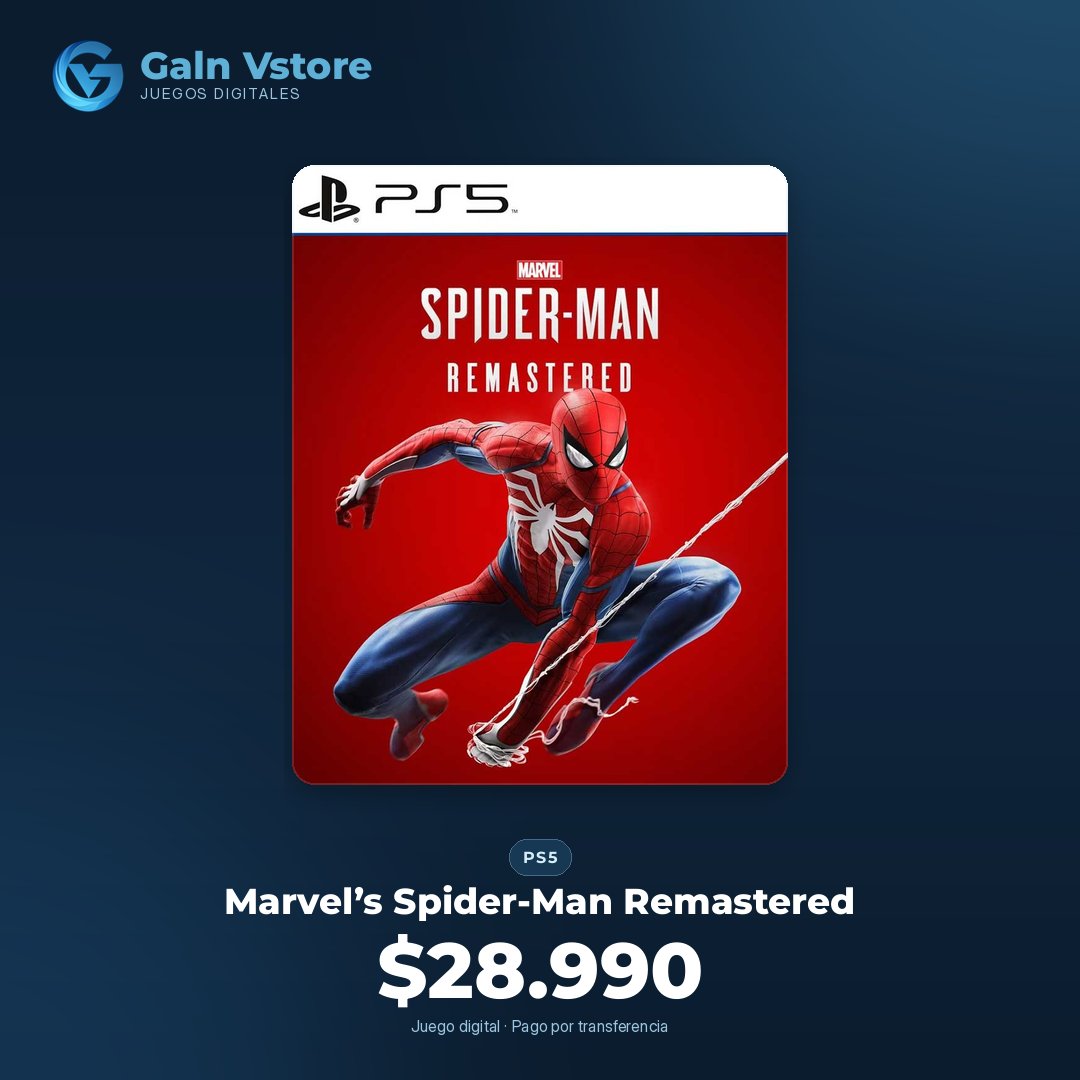 Galn Vstore
JUEGOS DIGITALES
PS5
MARVEL
SPIDER-MAN
REMASTERED
PS5
Marvel’s Spider-Man Remastered
$28.990
Juego digital · Pago por transferencia